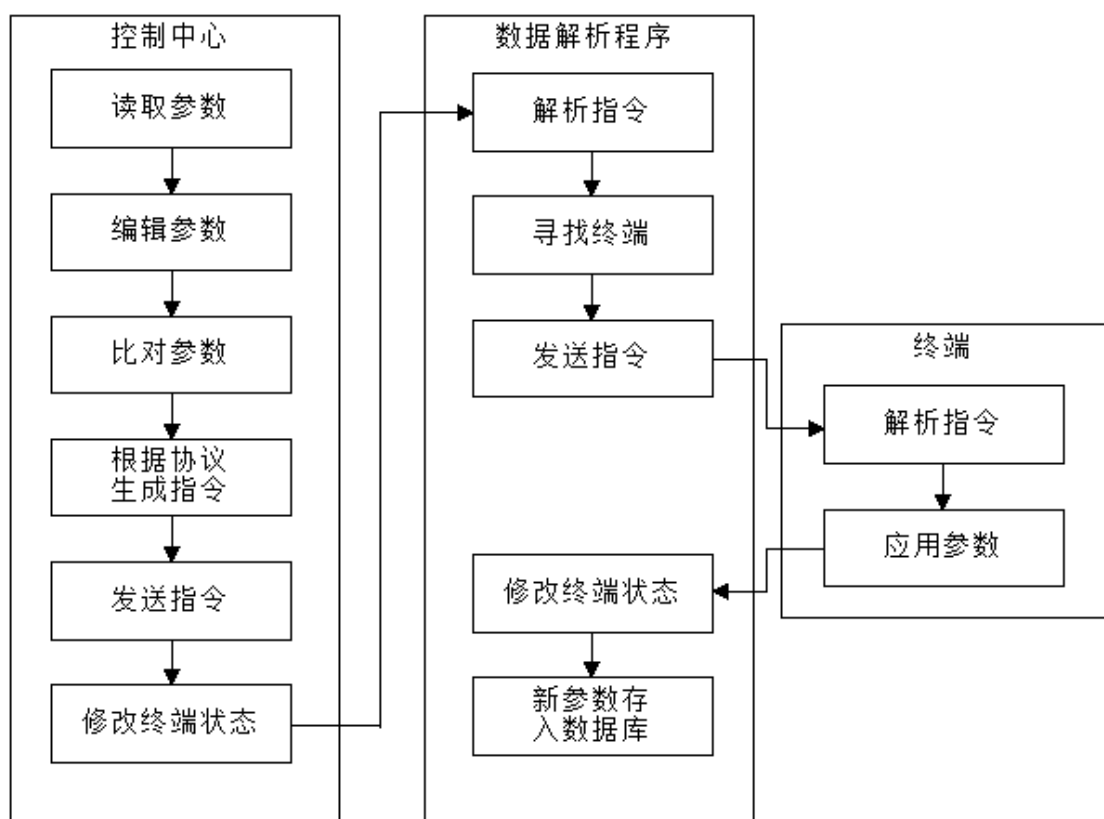 控制中心
读取参数
编辑参数
比对参数
根据协议
生成指令
发送指令
修改终端状态
数据解析程序
解析指令
寻找终端
发送指令
修改终端状态
新参数存
入数据库
终端
解析指令
应用参数